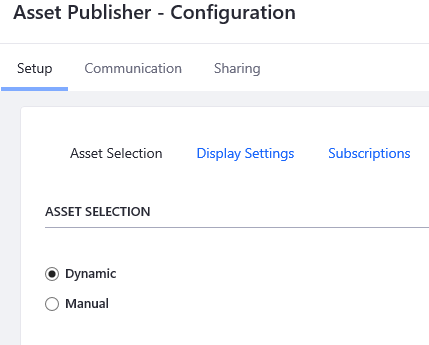 Asset Publisher - Configuration
Setup Communication Sharing
Asset Selection Display Settings Subscriptions
ASSET SELECTION
Dynamic
Manual